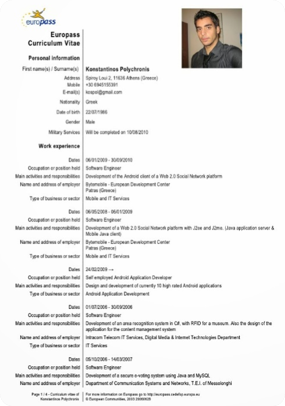 europass
Europass
Curriculum Vitae
Personal information
First name(s) / Surname(s) Konstantinos Polychronis
Address Spirou Loui 2, 11636 Athens (Greece)
Mobile
E-mail(s) kospol@gmail.com
Nationality Greek
Date of birth 22/07/1986
Gender Male
Military Services Will be completed on 10/08/2010
Work experience
Dates 06/01/2009 - 30/09/2010
Occupation or position held Software Engineer
Main activities and responsibilities Development of the Android client of a Web 2.0 Social Network platform
Name and address of employer Bytemobile - European Development Center
Patras (Greece)
Type of business or sector Mobile and IT Services
Dates 06/05/2008 - 06/01/2009
Occupation or position held Software Engineer
Main activities and responsibilities Development of a Web 2.0 Social Network platform with J2ee and J2me. (Java application server &
Mobile Java client)
Name and address of employer Bytemobile - European Development Center
Patras (Greece)
Type of business or sector Mobile and IT Services
Dates 24/02/2009 →
Occupation or position held Self employed Android Application Developer
Main activities and responsibilities Design and development of currently 10 high rated Android applications
Type of business or sector Android Application Development
Dates 01/07/2006 - 30/09/2006
Occupation or position held Software Engineer
Main activities and responsibilities Development of an area recognition system in C#, with RFID for a museum. Also the design of the
application for the content management system
Name and address of employer Intracom Telecom IT Services, Digital Media & Internet Technologies Department
Type of business or sector IT Services
Dates 05/10/2006 - 14/03/2007
Occupation or position held Software Engineer
Main activities and responsibilities Development of a secure e-voting system using Java and MySQL
Name and address of employer Department of Communication Systems and Networks, T.E.I. of Messolonghi
Page 1 / 4 - Curriculum vitae of For more information on Europass go to http://europass.cedefop.europa.eu
Konstantinos Polychronis © European Communities, 2003